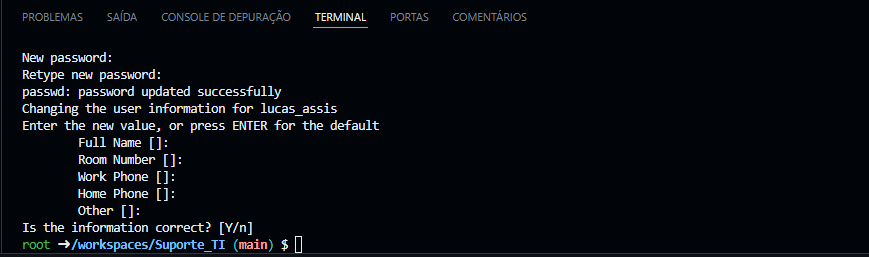 PROBLEMAS SAÍDA CONSOLE DE DEPURAÇÃO TERMINAL PORTAS COMENTÁRIOS
New password:
Retype new password:
passwd: password updated successfully
Changing the user information for lucas_assis
Enter the new value, or press ENTER for the default
Full Name []:
Room Number []:
Work Phone []:
Home Phone []:
Other []:
Is the information correct? [Y/n]
root ➜/workspaces/Suporte_TI (main) $